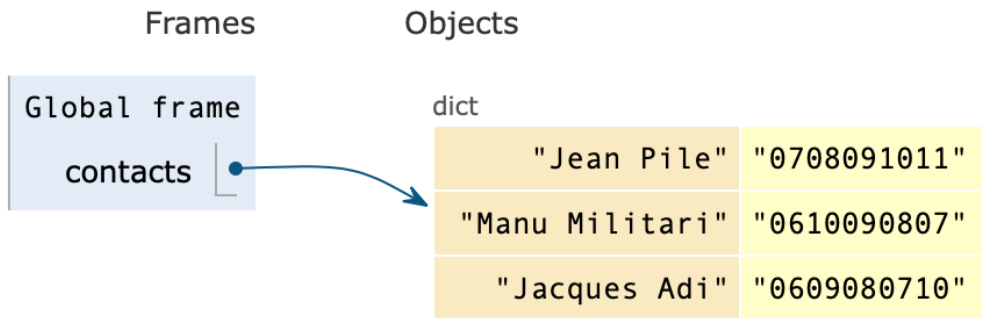 Frames Objects
Global frame
contacts
dict
"Jean Pile" "0708091011"
"Manu Militari" "0610090807"
"Jacques Adi" "0609080710"